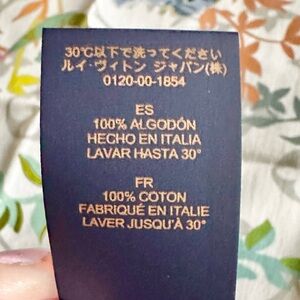 30℃以下で洗ってください
ルイ・ヴィトン ジャパン(株)
0120-00-1854
ES
100% ALGODÓN
HECHO EN ITALIA
LAVAR HASTA 30°
FR
100% COTON
FABRIQUÉ EN ITALIE
LAVER JUSQU'À 30°